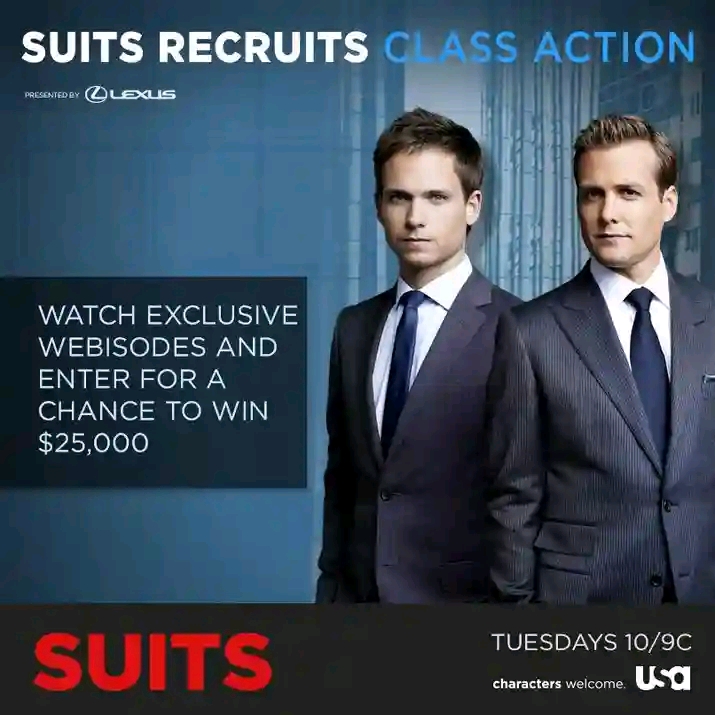 SUITS RECRUITS CLASS ACTION
PRESENTED BY LEXUS
WATCH EXCLUSIVE
WEBISODES AND
ENTER FOR A
CHANCE TO WIN
$25,000
SUITS
TUESDAYS 10/9C
characters welcome. usa